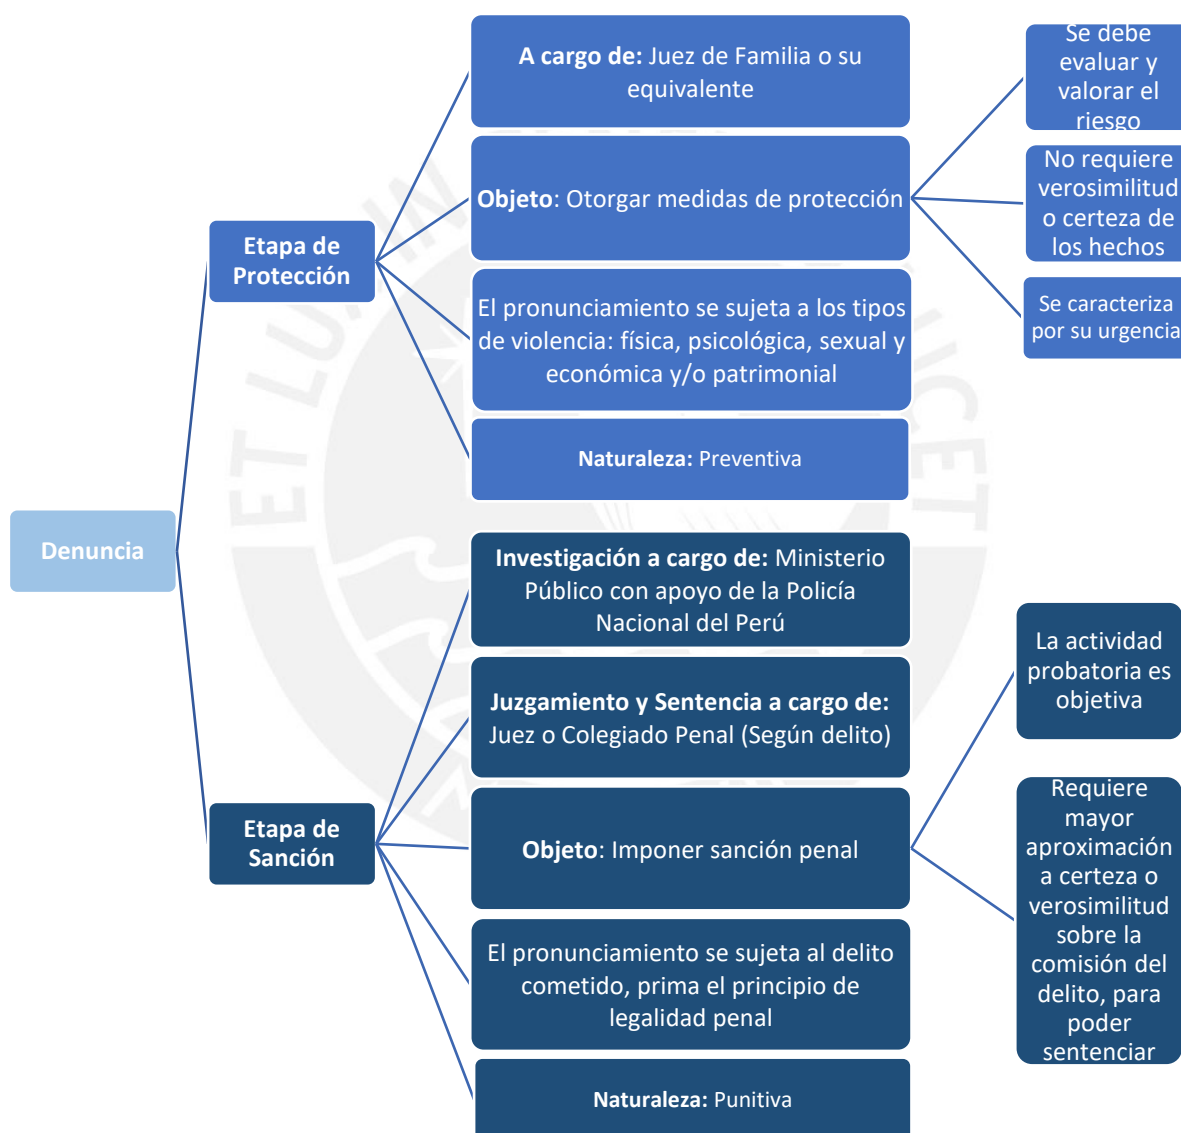 A cargo de: Juez de Familia o su
equivalente
Se debe
evaluar y
valorar el
riesgo
Objeto: Otorgar medidas de protección
No requiere
verosimilitud
o certeza de
los hechos
Etapa de
Protección
El pronunciamiento se sujeta a los tipos
de violencia: física, psicológica, sexual y
económica y/o patrimonial
Se caracteriza
por su urgencia
Naturaleza: Preventiva
Denuncia
Investigación a cargo de: Ministerio
Público con apoyo de la Policía
Nacional del Perú
La actividad
probatoria es
objetiva
Juzgamiento y Sentencia a cargo de:
Juez o Colegiado Penal (Según delito)
Etapa de
Sanción
Objeto: Imponer sanción penal
Requiere
mayor
aproximación
a certeza o
verosimilitud
sobre la
comisión del
delito, para
poder
sentenciar
El pronunciamiento se sujeta al delito
cometido, prima el principio de
legalidad penal
Naturaleza: Punitiva